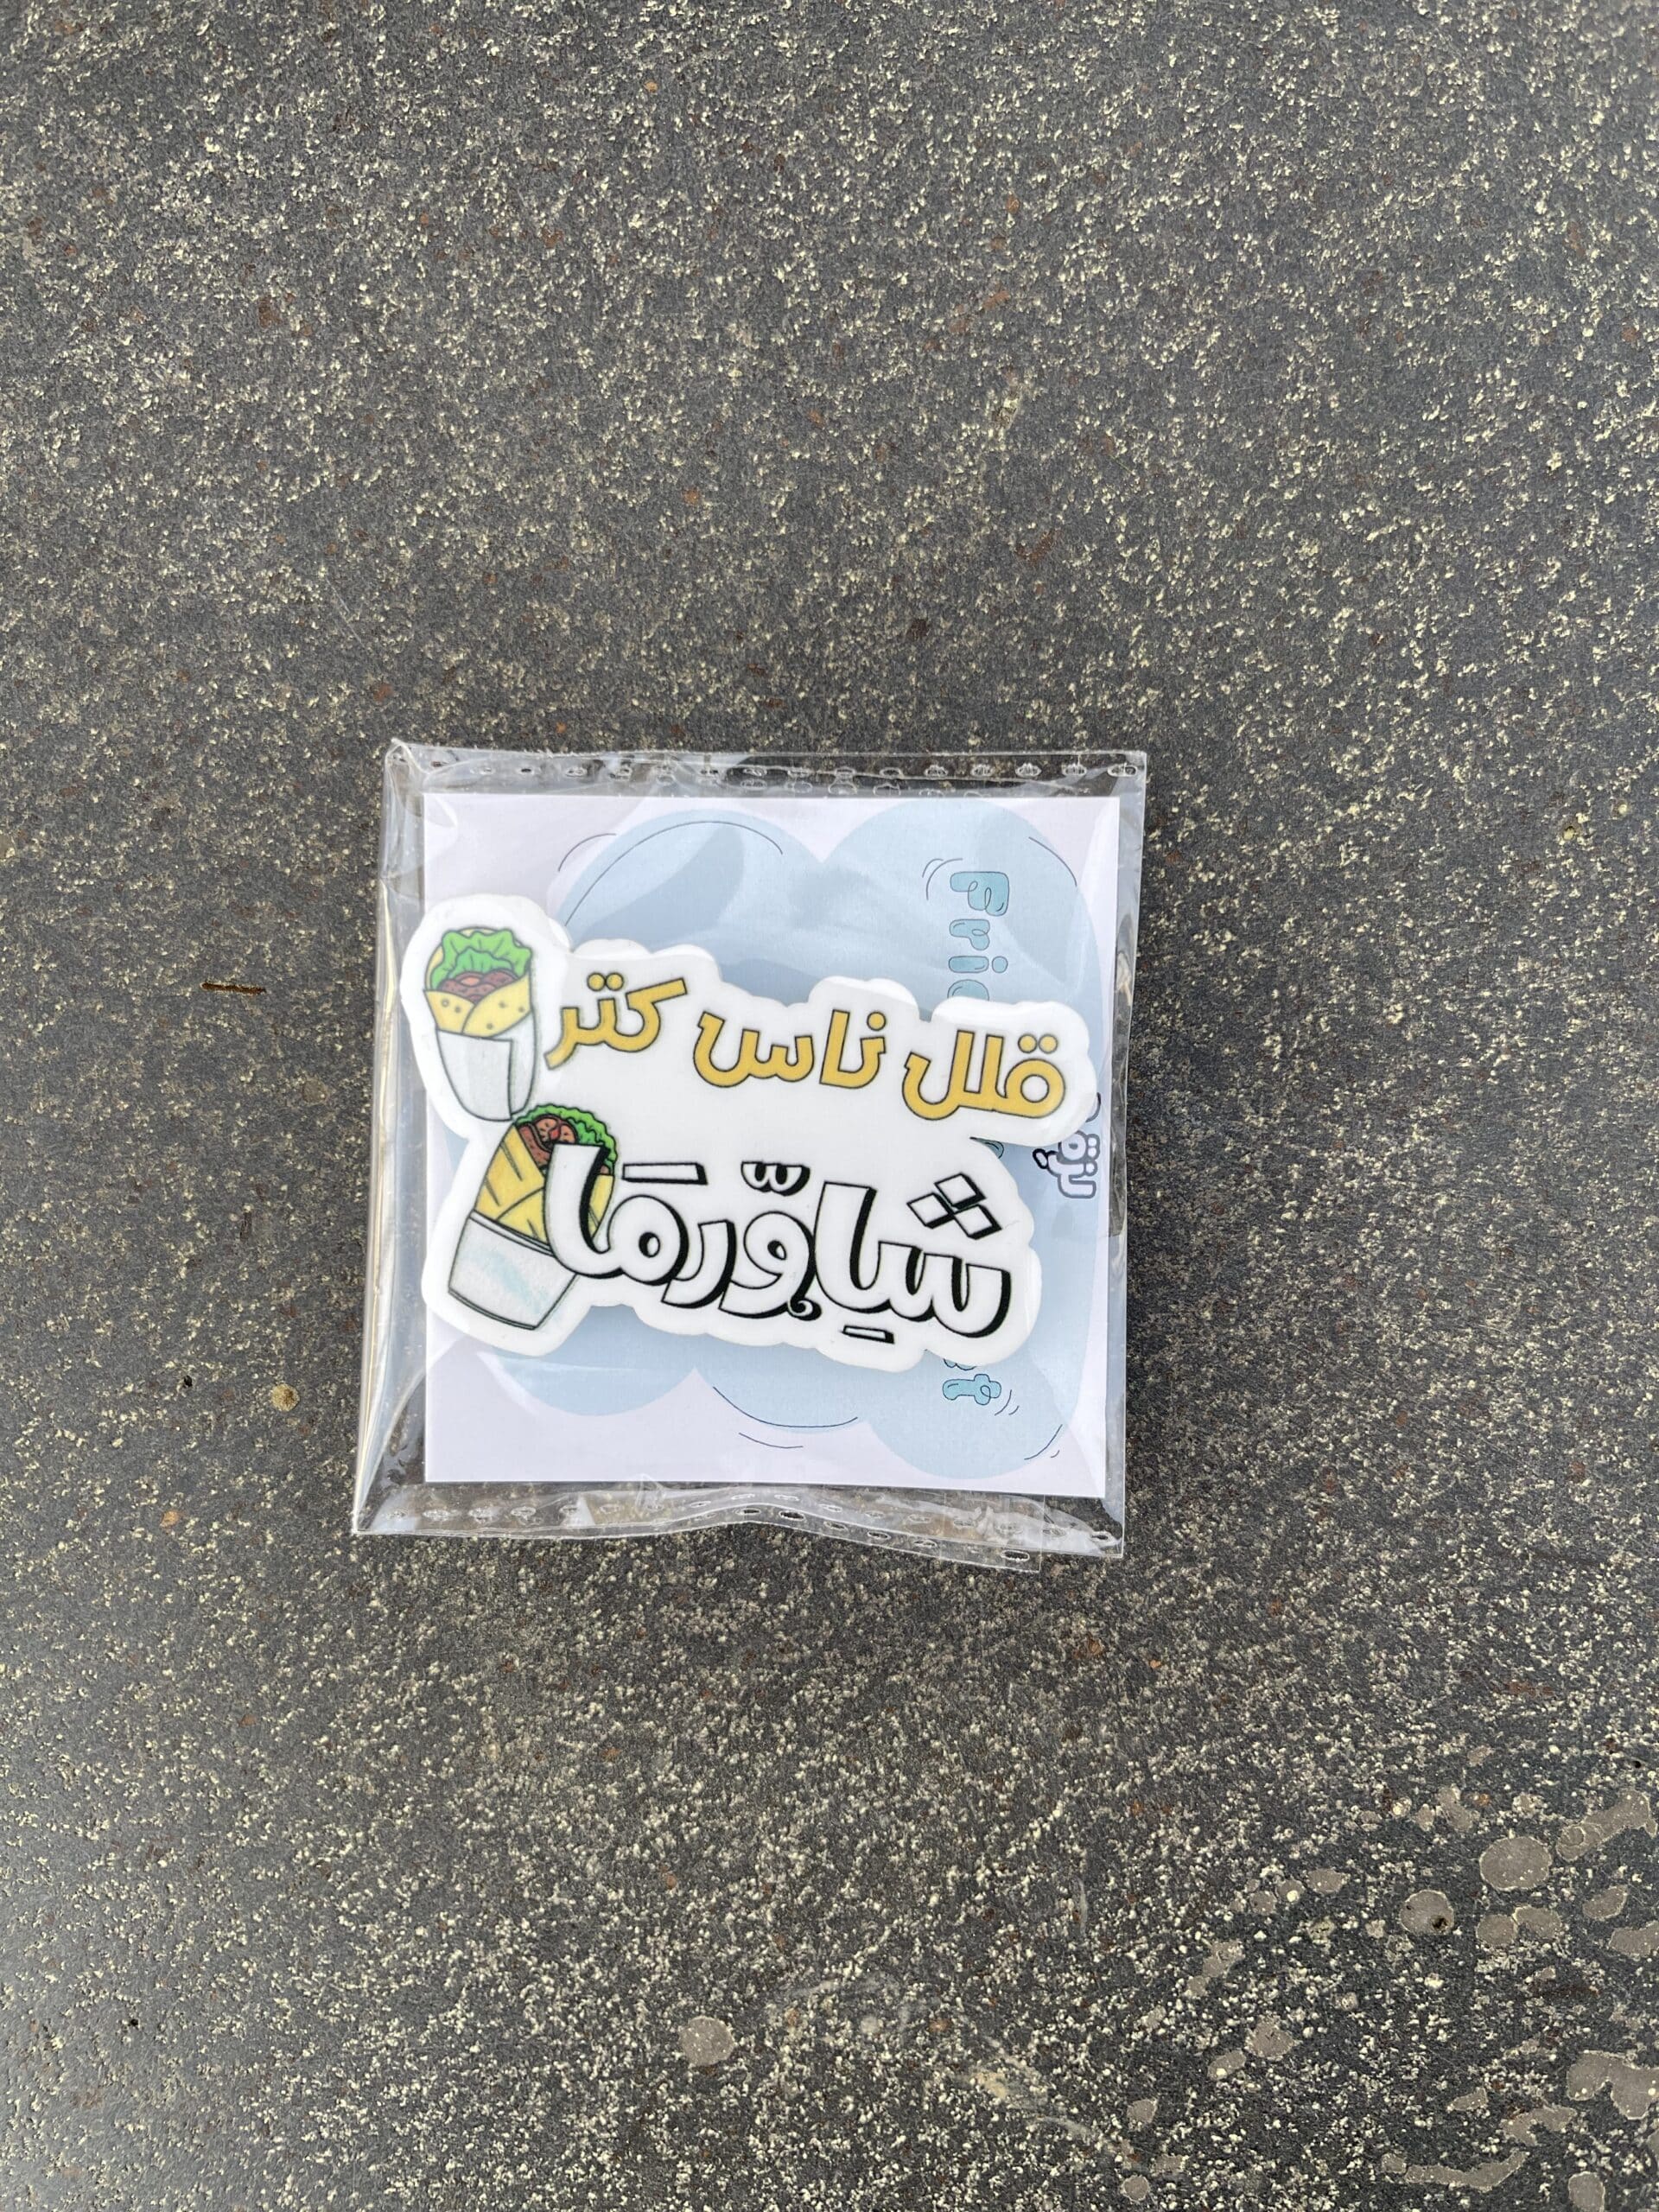 قلل ناس كتر
شاورما